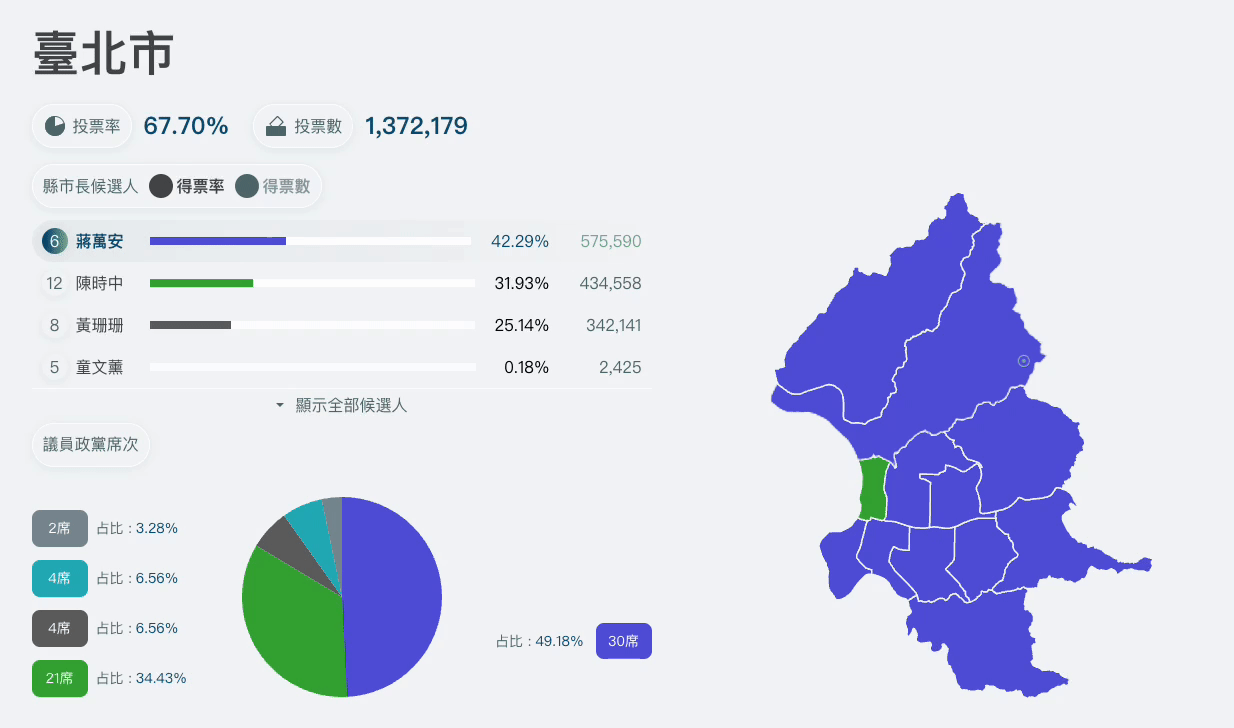 臺北市
投票率 67.70% 投票數 1,372,179
縣市長候選人 得票率 得票數
6 蔣萬安 42.29% 575,590
12 陳時中 31.93% 434,558
8 黃珊珊 25.14% 342,141
5 童文薰 0.18% 2,425
顯示全部候選人
議員政黨席次
2席 占比：3.28%
4席 占比：6.56%
4席 占比：6.56%
占比：49.18% 30席
21席 占比：34.43%